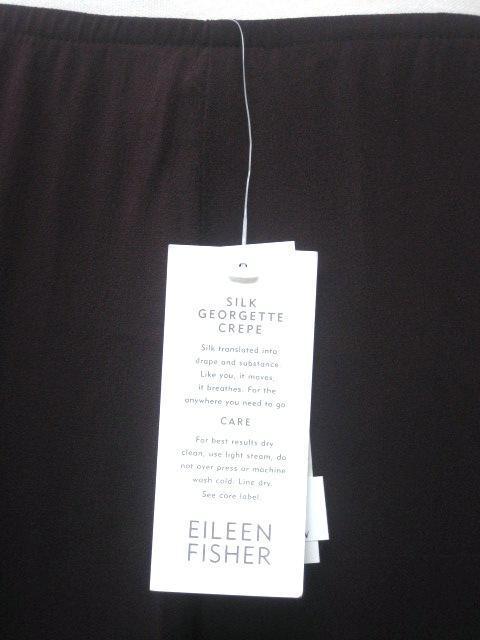 SILK
GEORGETTE
CREPE
Silk translated into
drape and substance.
Like you, it moves,
it breathes. For the
anywhere you need to go
CARE
For best results dry
clean, use light steam, do
not over press or machine
wash cold. Line dry.
See care label.
EILEEN
FISHER